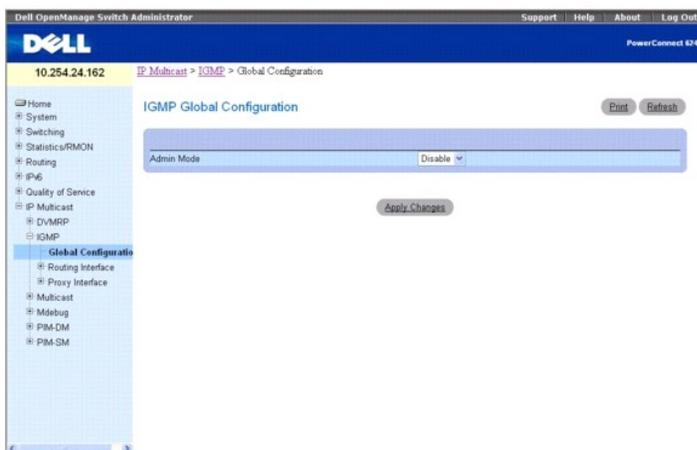 Dell OpenManage Switch Administrator
Support Help About Log Out
DELL
PowerConnect 624
10.254.24.162
IP Multicast > IGMP > Global Configuration
IGMP Global Configuration
Print Refresh
Home
System
Switching
Statistics/RMON
Routing
IPv6
Quality of Service
IP Multicast
DVMRP
IGMP
Global Configuratio
Routing Interface
Proxy Interface
Multicast
Mdebug
PIM-DM
PIM-SM
Admin Mode Disable
Apply Changes